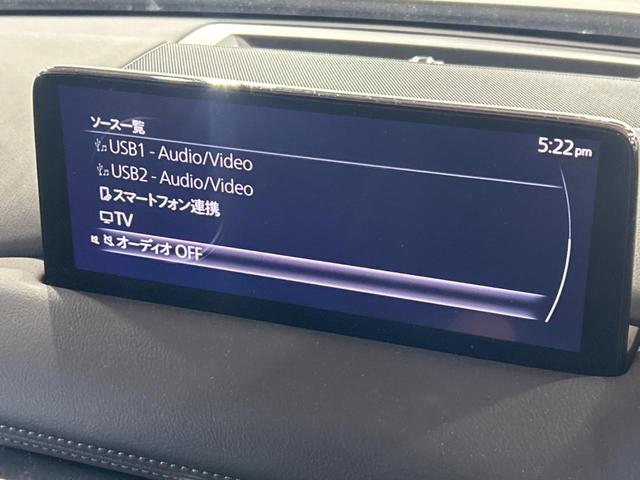 ソース一覧
5:22pm
USB1 - Audio/Video
USB2 - Audio/Video
スマートフォン連携
TV
オーディオ OFF